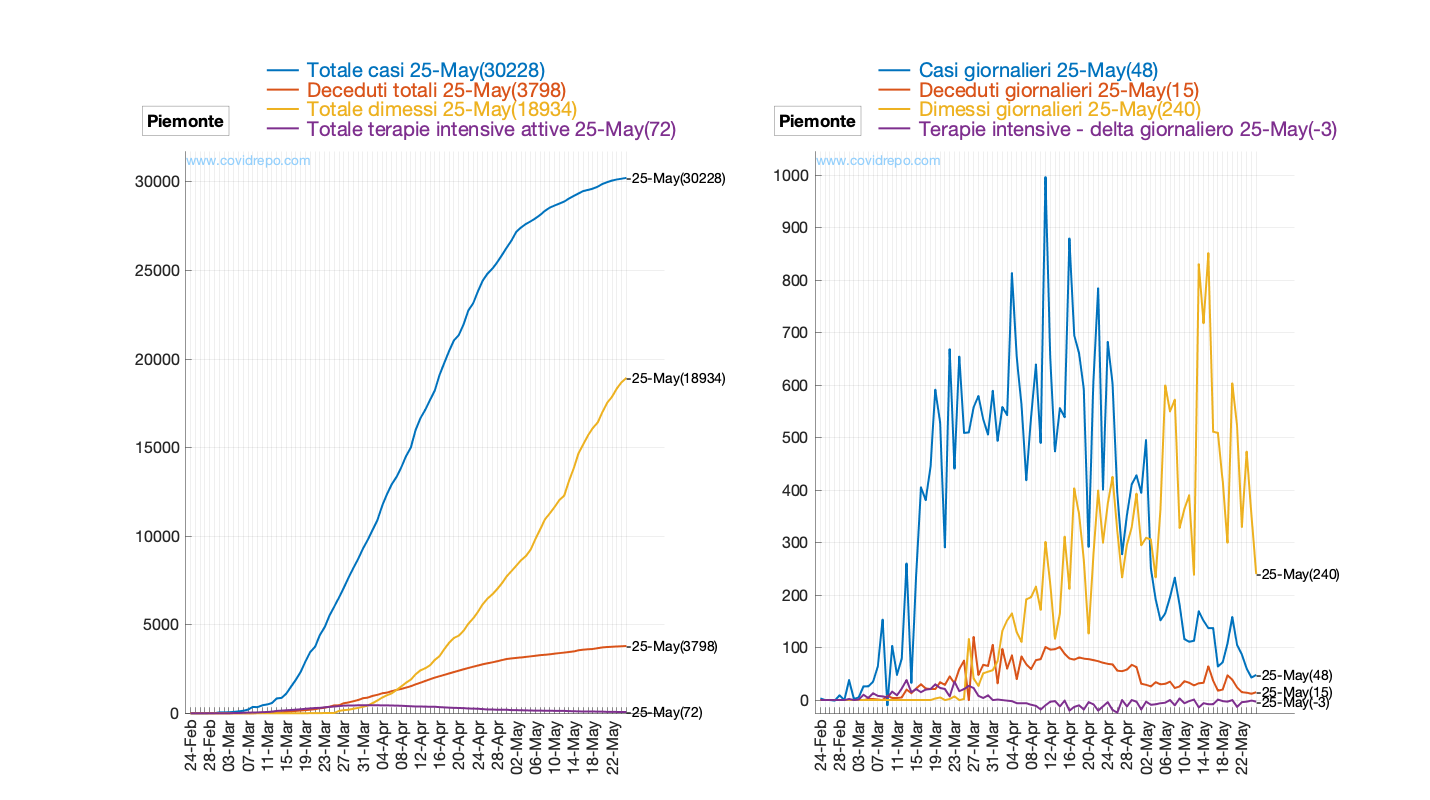 Totale casi 25-May(30228)
Deceduti totali 25-May(3798)
Totale dimessi 25-May(18934)
Totale terapie intensive attive 25-May(72)
Piemonte
www.covidrepo.com
30000
25000
20000
15000
10000
5000
0
25-May(30228)
25-May(18934)
25-May(3798)
25-May(72)
24-Feb
28-Feb
03-Mar
07-Mar
11-Mar
15-Mar
19-Mar
23-Mar
27-Mar
31-Mar
04-Apr
08-Apr
12-Apr
16-Apr
20-Apr
24-Apr
28-Apr
02-May
06-May
10-May
14-May
18-May
22-May
Casi giornalieri 25-May(48)
Deceduti giornalieri 25-May(15)
Dimessi giornalieri 25-May(240)
Terapie intensive - delta giornaliero 25-May(-3)
Piemonte
www.covidrepo.com
1000
900
800
700
600
500
400
300
200
100
0
25-May(240)
25-May(48)
25-May(15)
25-May(-3)
24-Feb
28-Feb
03-Mar
07-Mar
11-Mar
15-Mar
19-Mar
23-Mar
27-Mar
31-Mar
04-Apr
08-Apr
12-Apr
16-Apr
20-Apr
24-Apr
28-Apr
02-May
06-May
10-May
14-May
18-May
22-May